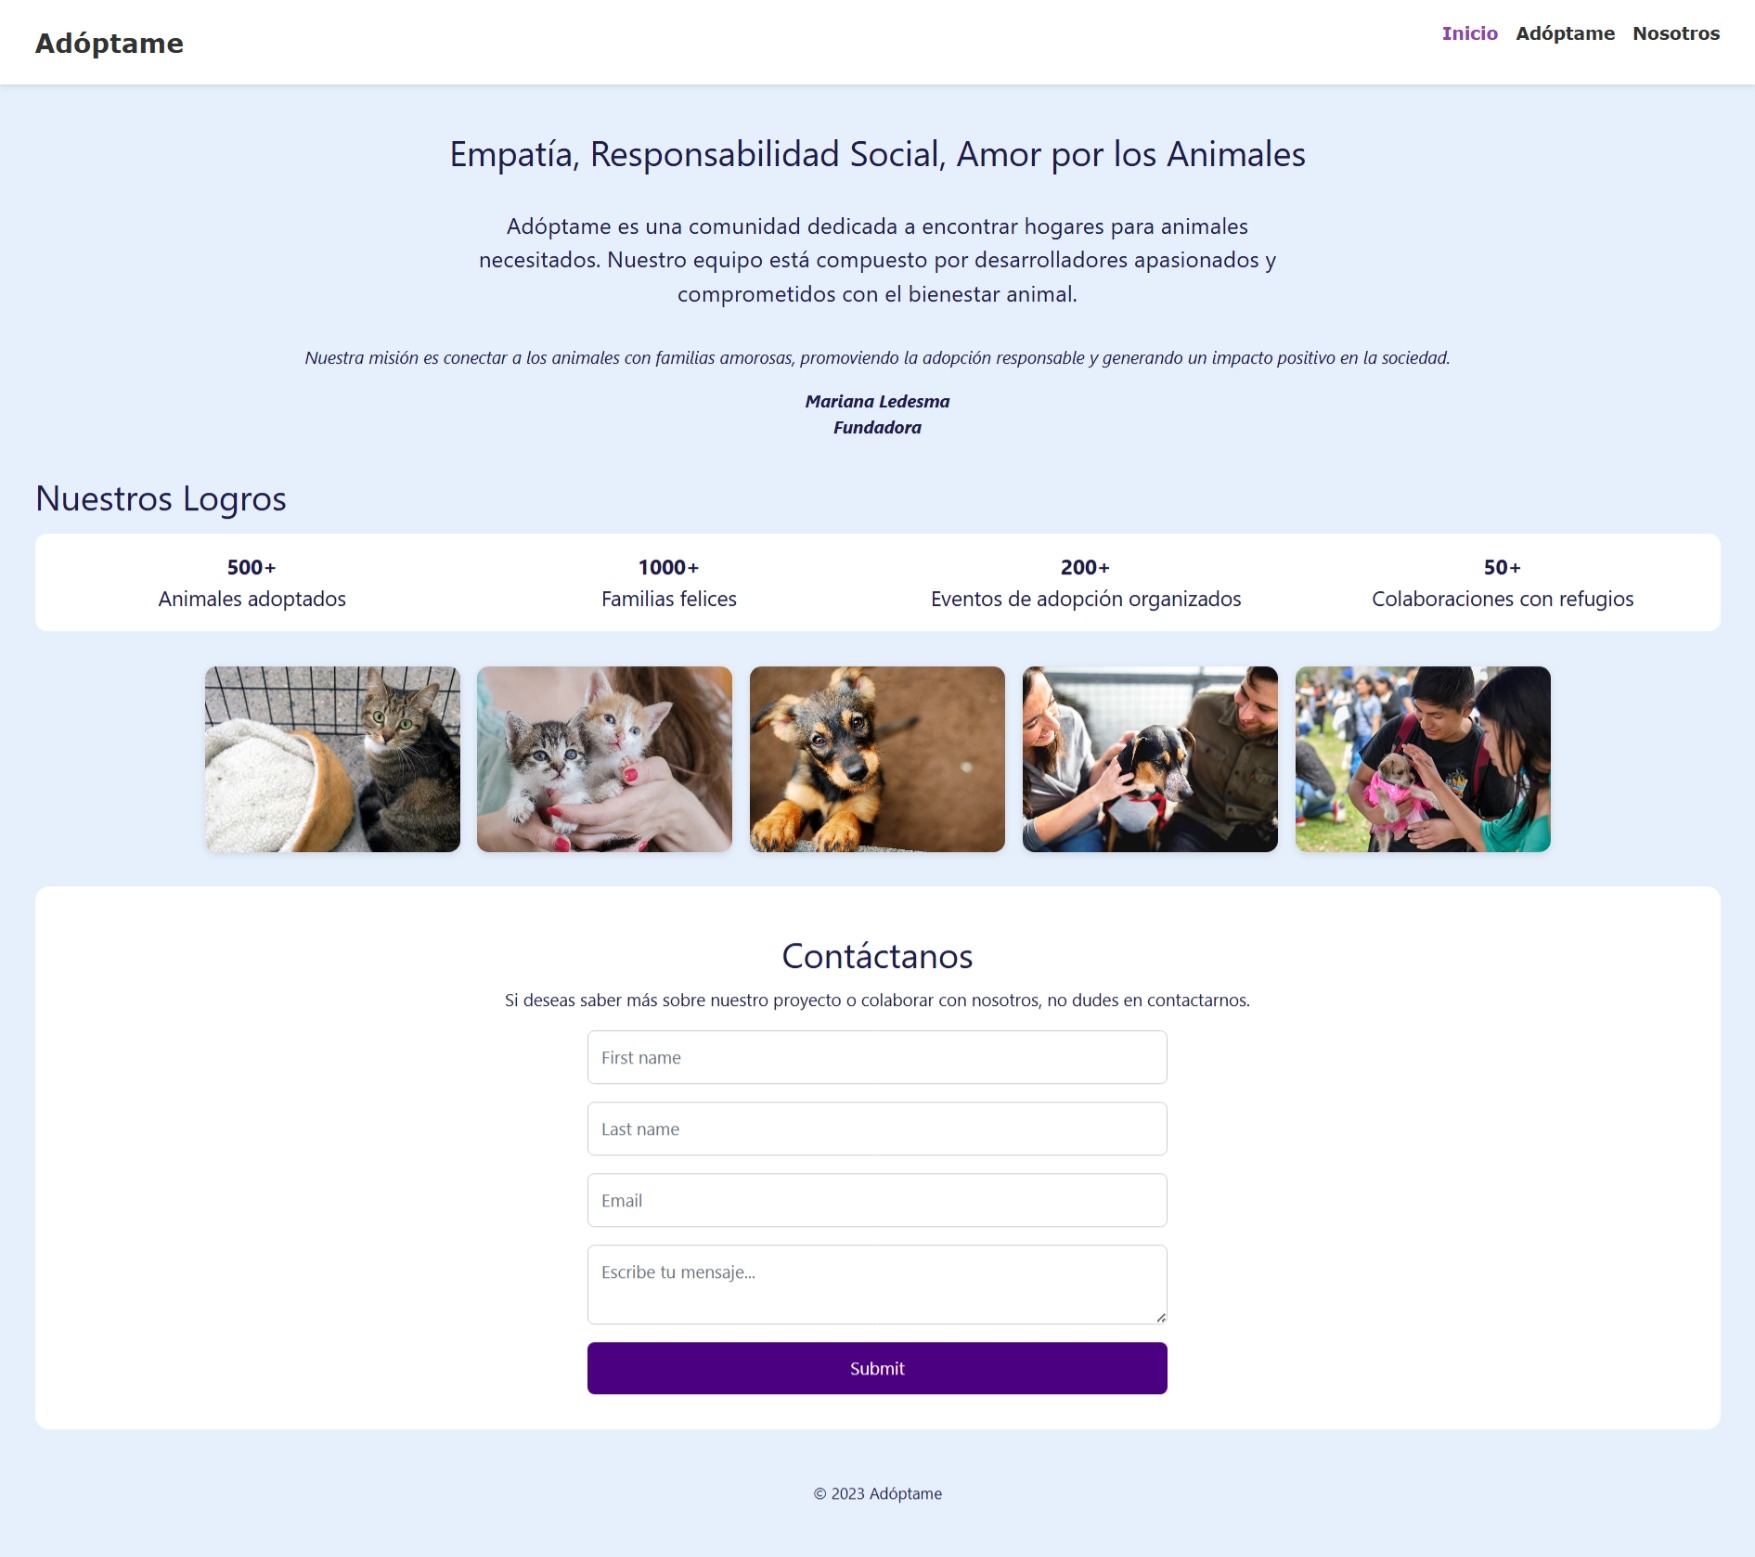 Adóptame
Inicio Adóptame Nosotros
Empatía, Responsabilidad Social, Amor por los Animales
Adóptame es una comunidad dedicada a encontrar hogares para animales
necesitados. Nuestro equipo está compuesto por desarrolladores apasionados y
comprometidos con el bienestar animal.
Nuestra misión es conectar a los animales con familias amorosas, promoviendo la adopción responsable y generando un impacto positivo en la sociedad.
Mariana Ledesma
Fundadora
Nuestros Logros
500+
Animales adoptados
1000+
Familias felices
200+
Eventos de adopción organizados
50+
Colaboraciones con refugios
Contáctanos
Si deseas saber más sobre nuestro proyecto o colaborar con nosotros, no dudes en contactarnos.
First name
Last name
Email
Escribe tu mensaje...
Submit
© 2023 Adóptame